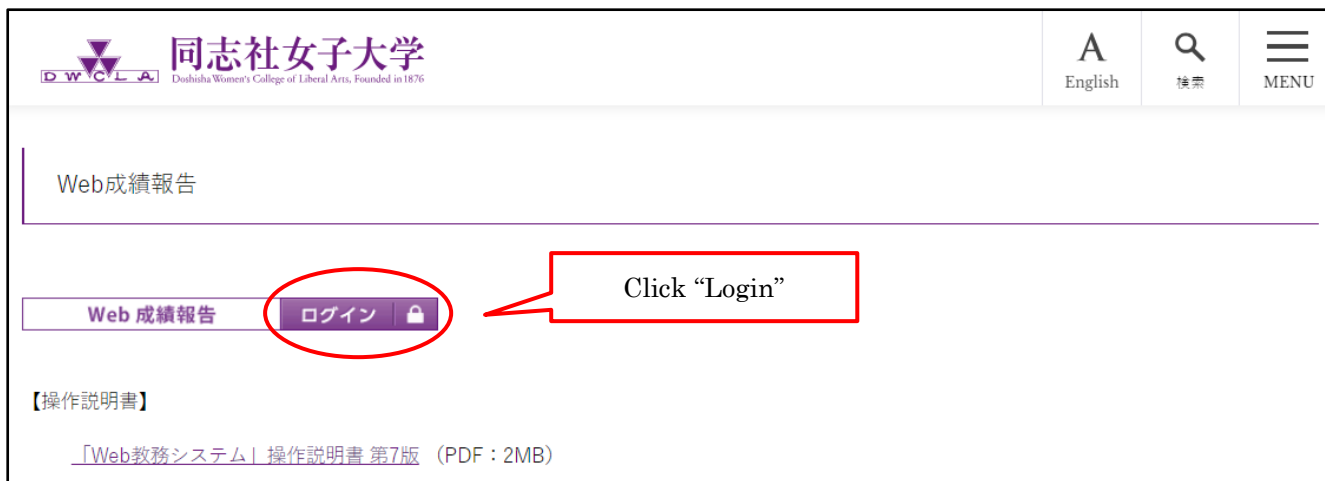 DWCLA 同志社女子大学
Doshisha Women's College of Liberal Arts, Founded in 1876
A
English
検索
MENU
Web成績報告
Click “Login”
Web 成績報告 ログイン
【操作説明書】
「Web教務システム」操作説明書 第7版 （PDF：2MB）